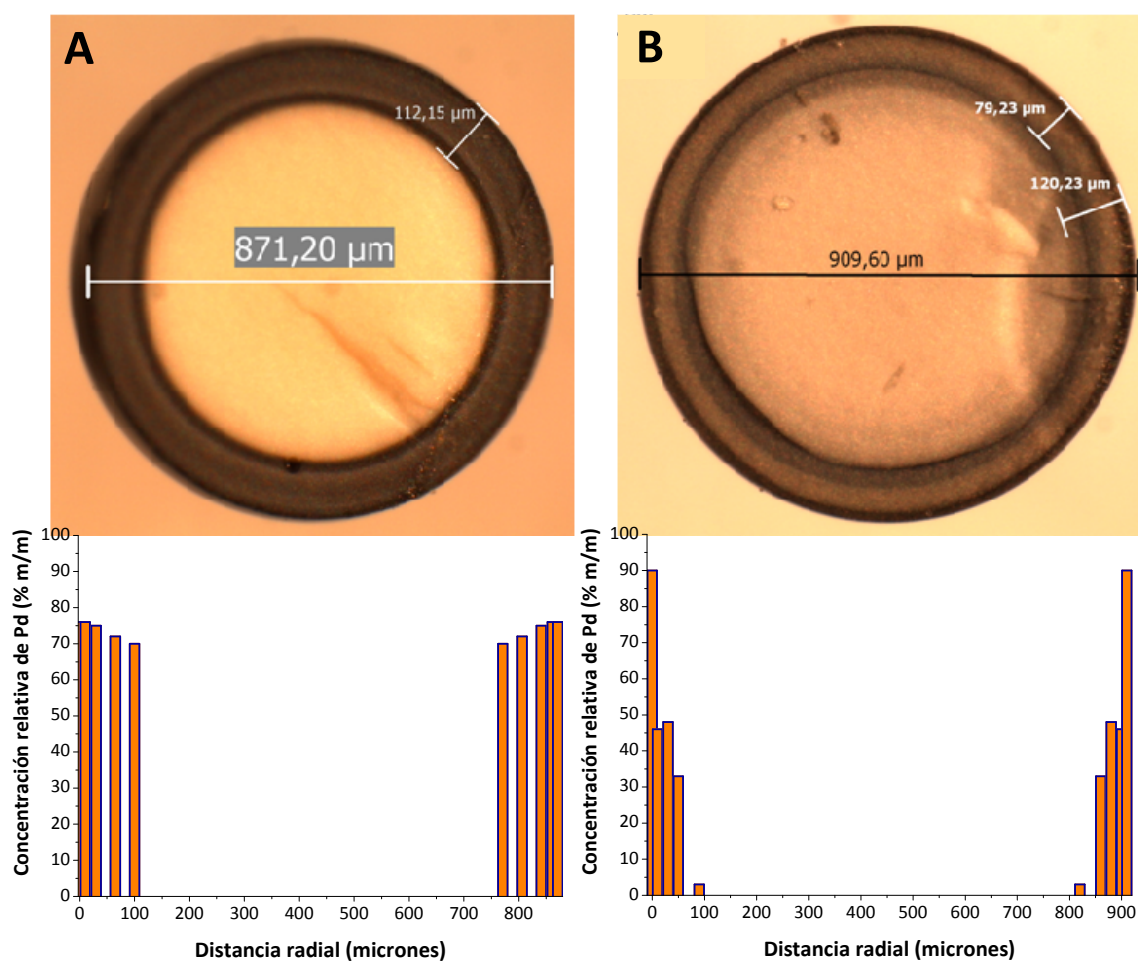 A
112,15 µm
871,20 µm
B
79,23 µm
120,23 µm
909,60 µm
Concentración relativa de Pd (% m/m)
100
90
80
70
60
50
40
30
20
10
0
0 100 200 300 400 500 600 700 800
Distancia radial (micrones)
Concentración relativa de Pd (% m/m)
100
90
80
70
60
50
40
30
20
10
0
0 100 200 300 400 500 600 700 800 900
Distancia radial (micrones)